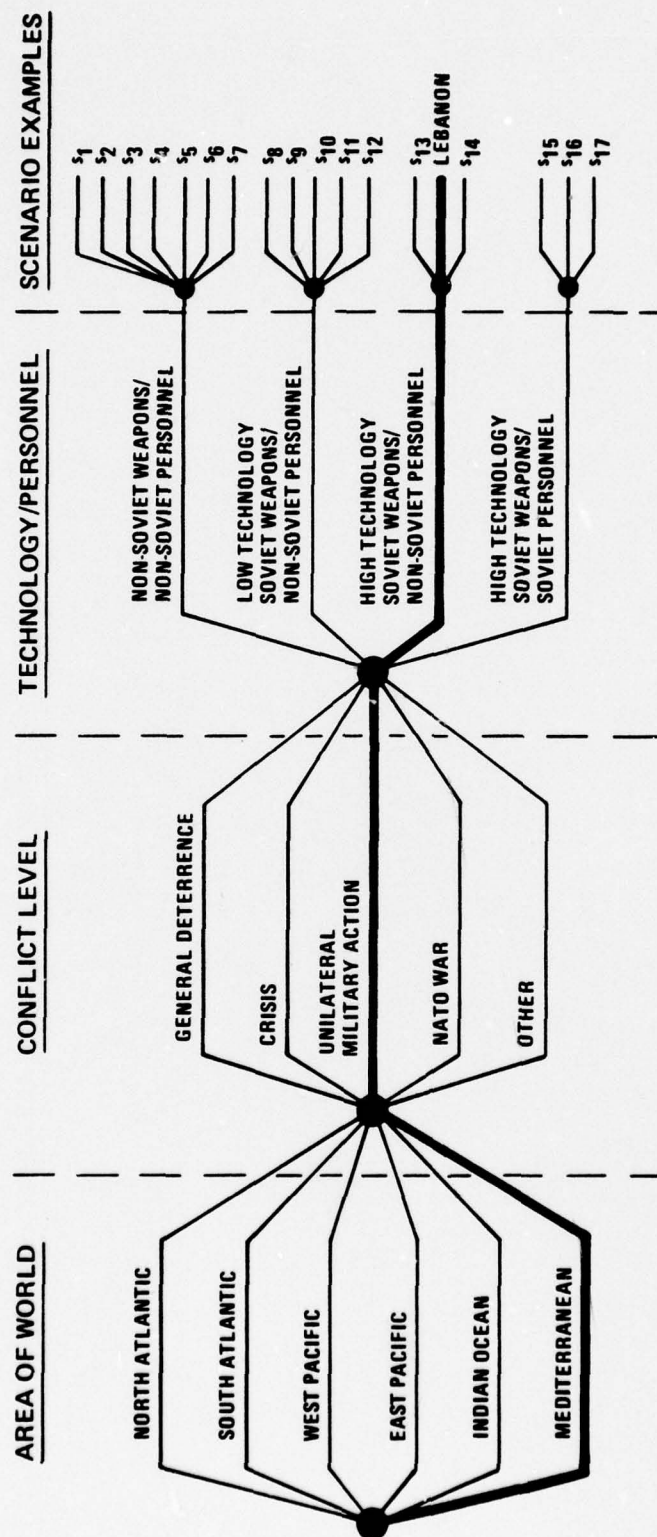 AREA OF WORLD
NORTH ATLANTIC
SOUTH ATLANTIC
WEST PACIFIC
EAST PACIFIC
INDIAN OCEAN
MEDITERRANEAN
CONFLICT LEVEL
GENERAL DETERRENCE
CRISIS
UNILATERAL
MILITARY ACTION
NATO WAR
OTHER
TECHNOLOGY/PERSONNEL
NON-SOVIET WEAPONS/
NON-SOVIET PERSONNEL
LOW TECHNOLOGY
SOVIET WEAPONS/
NON-SOVIET PERSONNEL
HIGH TECHNOLOGY
SOVIET WEAPONS/
NON-SOVIET PERSONNEL
HIGH TECHNOLOGY
SOVIET WEAPONS/
SOVIET PERSONNEL
SCENARIO EXAMPLES
S1
S2
S3
S4
S5
S6
S7
S8
S9
S10
S11
S12
S13
LEBANON
S14
S15
S16
S17